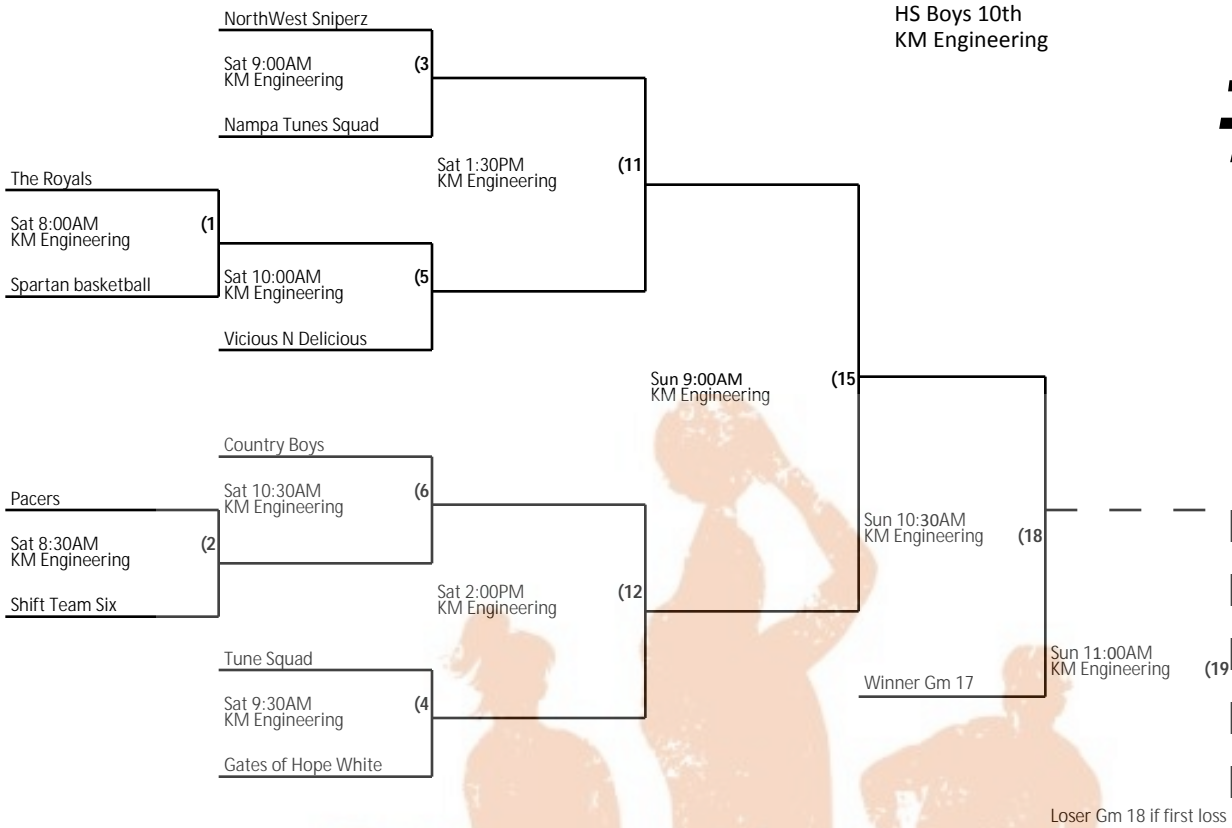 HS Boys 10th
KM Engineering
NorthWest Sniperz
Sat 9:00AM (3
KM Engineering
Nampa Tunes Squad
Sat 1:30PM (11
KM Engineering
The Royals
Sat 8:00AM (1
KM Engineering
Spartan basketball
Sat 10:00AM (5
KM Engineering
Vicious N Delicious
Sun 9:00AM (15
KM Engineering
Country Boys
Sat 10:30AM (6
KM Engineering
Pacers
Sat 8:30AM (2
KM Engineering
Shift Team Six
Sat 2:00PM (12
KM Engineering
Sun 10:30AM (18
KM Engineering
Tune Squad
Sat 9:30AM (4
KM Engineering
Gates of Hope White
Winner Gm 17
Sun 11:00AM (19
KM Engineering
Loser Gm 18 if first loss